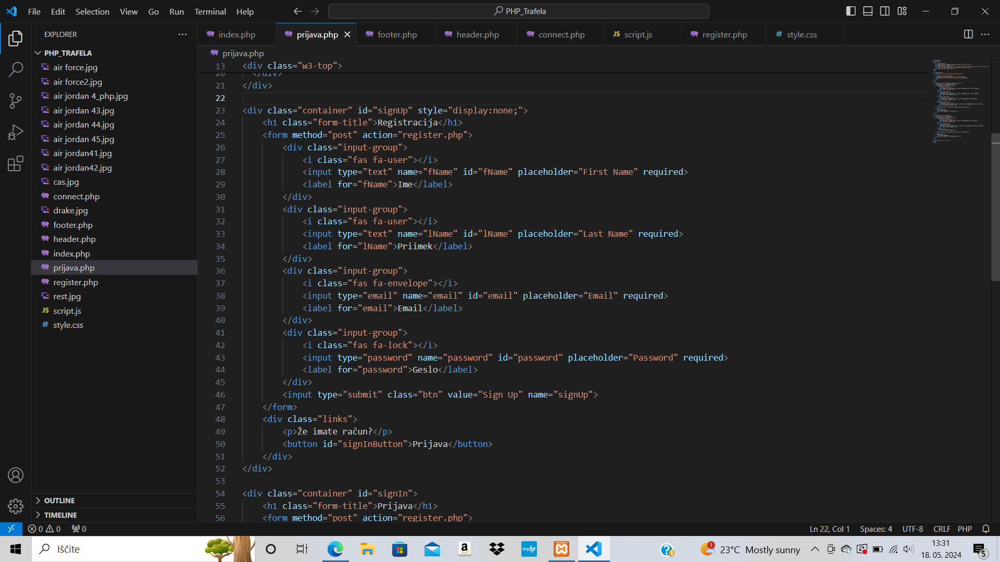 File Edit Selection View Go Run Terminal Help
PHP_Trafela
EXPLORER
index.php
prijava.php
footer.php
header.php
connect.php
JS script.js
register.php
# style.css
PHP_TRAFELA
air force.jpg
air force2.jpg
air jordan 4_php.jpg
air jordan 43.jpg
air jordan 44.jpg
air jordan 45.jpg
air jordan41.jpg
air jordan42.jpg
cas.jpg
connect.php
drake.jpg
footer.php
header.php
index.php
prijava.php
register.php
rest.jpg
JS script.js
# style.css
OUTLINE
TIMELINE
prijava.php
13 <div class="w3-top">
20 </div>
21 </div>
22
23 <div class="container" id="signUp" style="display:none;">
24 <h1 class="form-title">Registracija</h1>
25 <form method="post" action="register.php">
26 <div class="input-group">
27 <i class="fas fa-user"></i>
28 <input type="text" name="fName" id="fName" placeholder="First Name" required>
29 <label for="fName">Ime</label>
30 </div>
31 <div class="input-group">
32 <i class="fas fa-user"></i>
33 <input type="text" name="lName" id="lName" placeholder="Last Name" required>
34 <label for="lName">Priimek</label>
35 </div>
36 <div class="input-group">
37 <i class="fas fa-envelope"></i>
38 <input type="email" name="email" id="email" placeholder="Email" required>
39 <label for="email">Email</label>
40 </div>
41 <div class="input-group">
42 <i class="fas fa-lock"></i>
43 <input type="password" name="password" id="password" placeholder="Password" required>
44 <label for="password">Geslo</label>
45 </div>
46 <input type="submit" class="btn" value="Sign Up" name="signUp">
47 </form>
48 <div class="links">
49 <p>Že imate račun?</p>
50 <button id="signInButton">Prijava</button>
51 </div>
52 </div>
53
54 <div class="container" id="signIn">
55 <h1 class="form-title">Prijava</h1>
56 <form method="post" action="register.php">
0 0 0
Ln 22, Col 1 Spaces: 4 UTF-8 CRLF PHP
Iščite
a
myhp
1
23°C Mostly sunny
13:31
18. 05. 2024
5